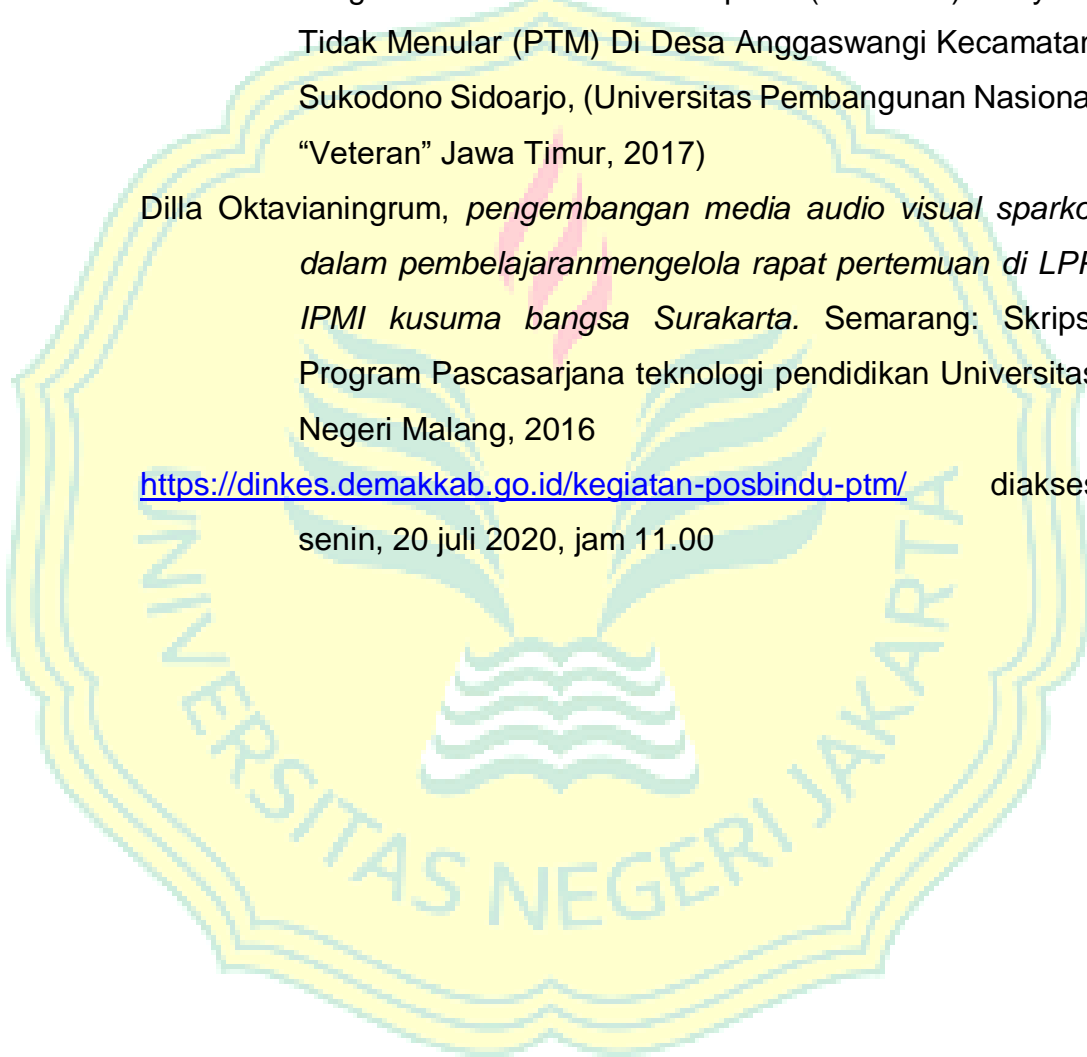 Tidak Menular (PTM) Di Desa Anggaswangi Kecamatan
Sukodono Sidoarjo, (Universitas Pembangunan Nasional
“Veteran” Jawa Timur, 2017)
Dilla Oktavianingrum, pengembangan media audio visual sparkol
dalam pembelajaranmengelola rapat pertemuan di LPP
IPMI kusuma bangsa Surakarta. Semarang: Skripsi
Program Pascasarjana teknologi pendidikan Universitas
Negeri Malang, 2016
https://dinkes.demakkab.go.id/kegiatan-posbindu-ptm/ diakses
senin, 20 juli 2020, jam 11.00
UNIVERSITAS NEGERI JAKARTA